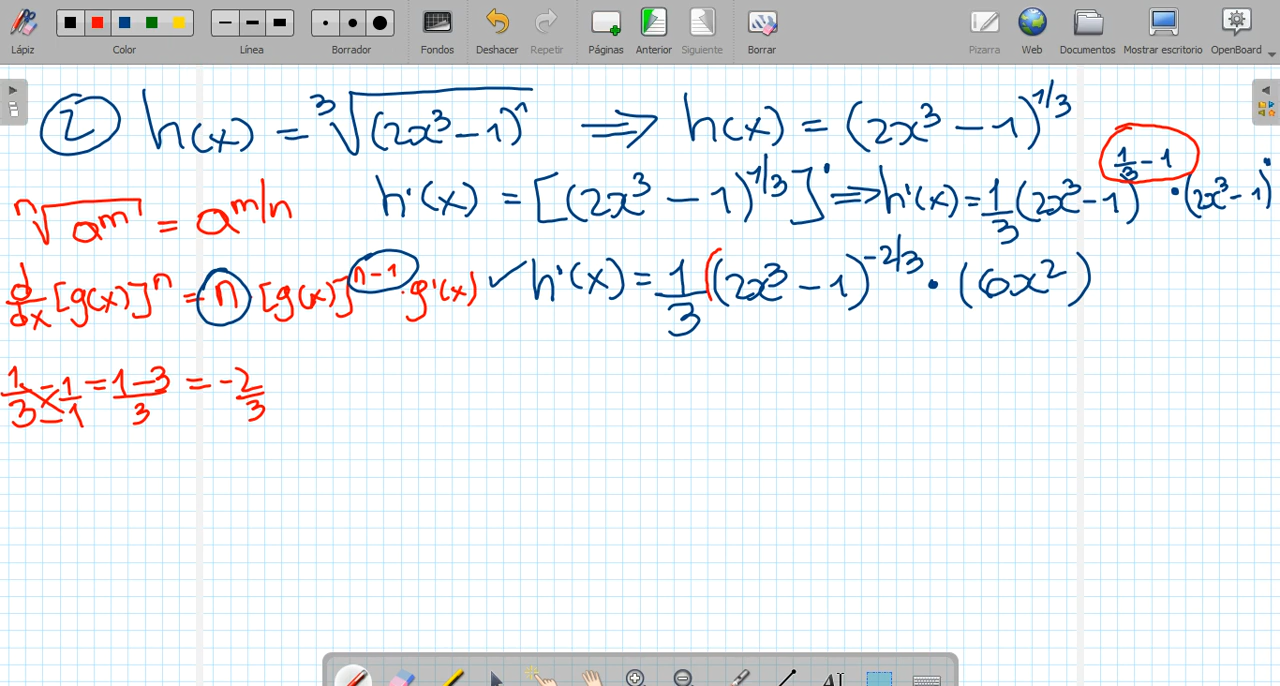 Lápiz Color Línea Borrador Fondos Deshacer Repetir Páginas Anterior Siguiente Borrar Pizarra Web Documentos Mostrar escritorio OpenBoard
② h(x) = ∛(2x³ − 1)¹ ⟹ h(x) = (2x³ − 1)^{1/3}
ⁿ√a^m = a^{m/n}
h'(x) = [(2x³ − 1)^{1/3}]' ⟹ h'(x) = 1/3 (2x³ − 1)^{1/3 − 1} · (2x³ − 1)'
d/dx [g(x)]^n = n [g(x)]^{n−1} · g'(x)
✓ h'(x) = 1/3 ((2x³ − 1)^{−2/3} · (6x²)
1/3 − 1/1 = 1−3/3 = −2/3